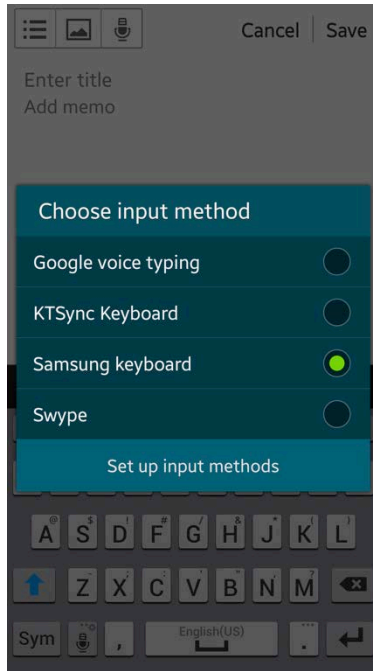 Cancel Save
Enter title
Add memo
Choose input method
Google voice typing
KTSync Keyboard
Samsung keyboard
Swype
Set up input methods
@ $ ! # / ^ * ( )
A S D F G H J K L
Z X C V B N M ?
Sym , English(US) .